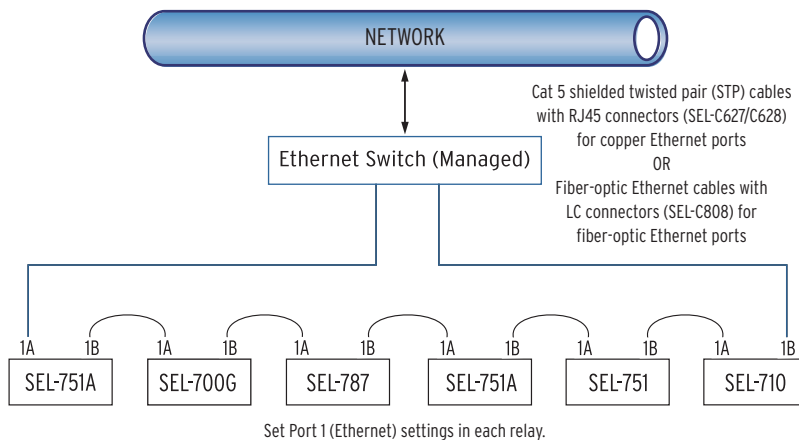 NETWORK
Cat 5 shielded twisted pair (STP) cables
with RJ45 connectors (SEL-C627/C628)
for copper Ethernet ports
OR
Fiber-optic Ethernet cables with
LC connectors (SEL-C808) for
fiber-optic Ethernet ports
Ethernet Switch (Managed)
1A 1B 1A 1B 1A 1B 1A 1B 1A 1B 1A 1B
SEL-751A SEL-700G SEL-787 SEL-751A SEL-751 SEL-710
Set Port 1 (Ethernet) settings in each relay.